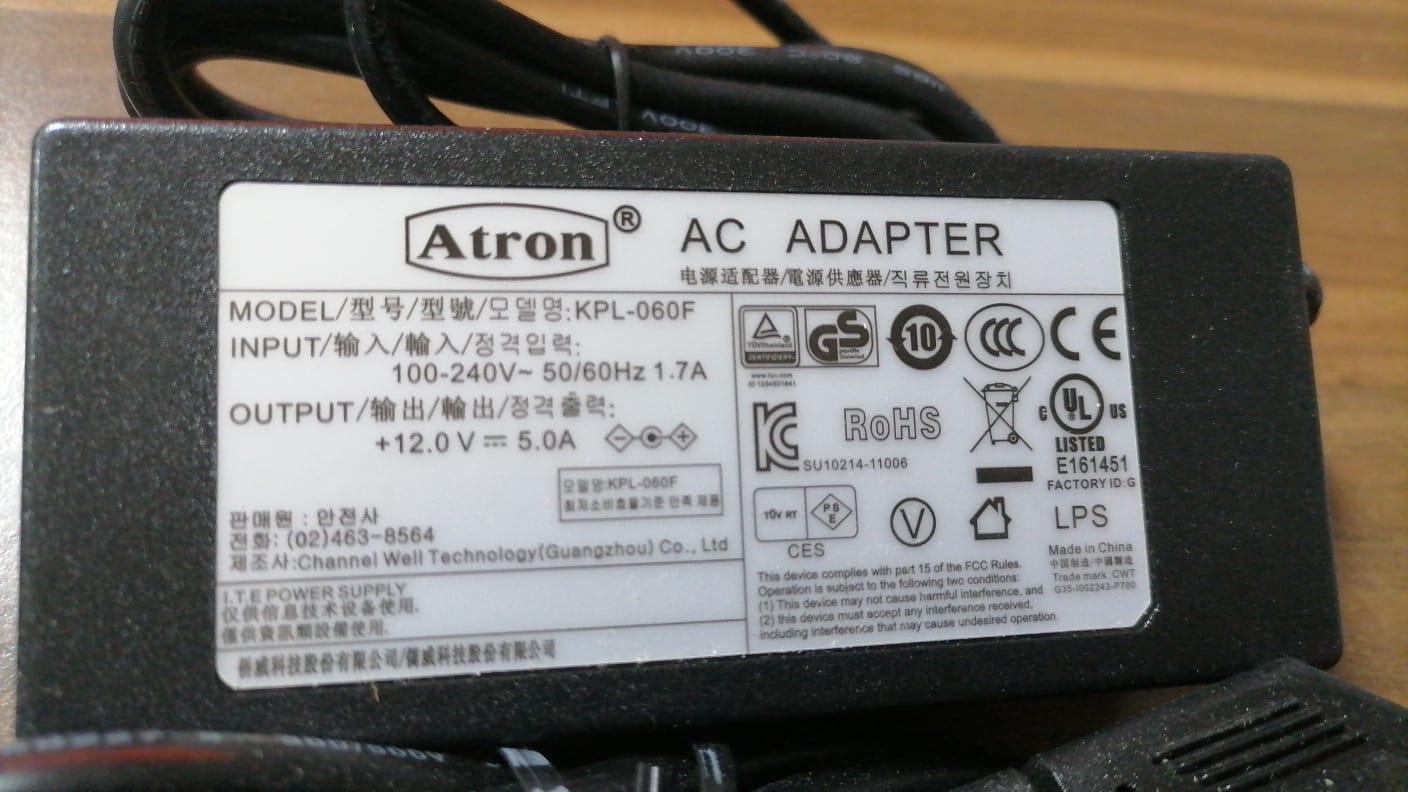 Atron® AC ADAPTER
电源适配器/電源供應器/직류전원장치
MODEL/型号/型號/모델명:KPL-060F
INPUT/输入/輸入/정격입력:
100-240V~ 50/60Hz 1.7A
OUTPUT/输出/輸出/정격출력:
+12.0 V 5.0A
모델명:KPL-060F
최저소비효율기준 만족 제품
판매원 : 안전사
전화: (02)463-8564
제조사:Channel Well Technology(Guangzhou) Co., Ltd
I.T.E POWER SUPPLY
仅供信息技术设备使用.
僅供資訊類設備使用.
侨威科技股份有限公司/僑威科技股份有限公司
TÜVRheinland
CERTIFIED
GS
geprüfte
Sicherheit
10
CCC
CE
www.tuv.com
KC
SU10214-11006
RoHS
C UL US
LISTED
E161451
FACTORY ID:G
TÜV RT
PS
E
CES
V
LPS
This device complies with part 15 of the FCC Rules.
Operation is subject to the following two conditions:
(1) This device may not cause harmful interference, and
(2) this device must accept any interference received,
including interference that may cause undesired operation.
Made in China
中国制造/中國製造
Trade mark :CWT
G35-I002243-P700